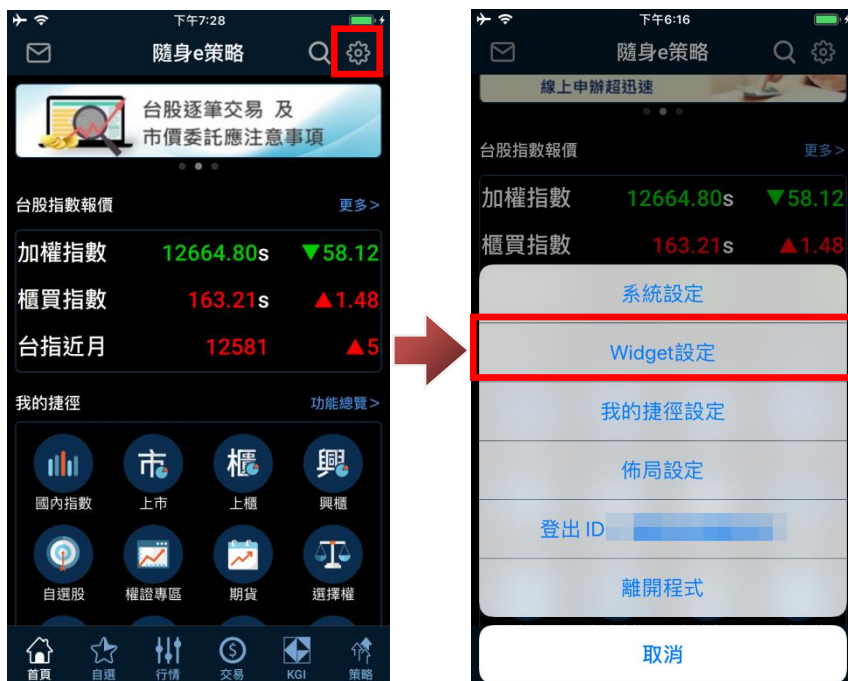 下午7:28
隨身e策略
台股逐筆交易 及
市價委託應注意事項
台股指數報價 更多>
加權指數 12664.80s ▼58.12
櫃買指數 163.21s ▲1.48
台指近月 12581 ▲5
我的捷徑 功能總覽>
市 櫃 興
國內指數 上市 上櫃 興櫃
自選股 權證專區 期貨 選擇權
首頁 自選 行情 交易 KGI 策略
下午6:16
隨身e策略
線上申辦超迅速
台股指數報價 更多>
加權指數 12664.80s ▼58.12
櫃買指數 163.21s ▲1.48
系統設定
Widget設定
我的捷徑設定
佈局設定
登出 ID
離開程式
取消